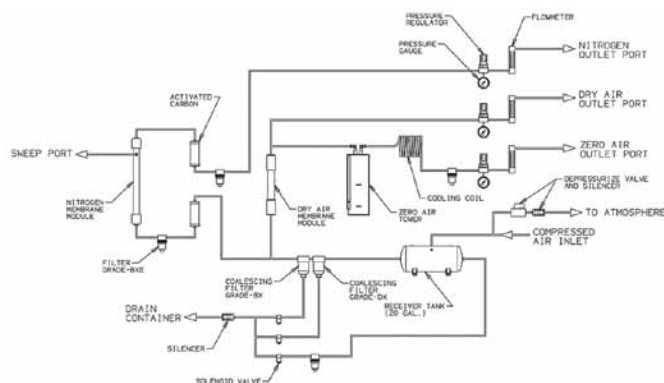 PRESSURE
REGULATOR
FLOWMETER
PRESSURE
GAUGE
NITROGEN
OUTLET PORT
ACTIVATED
CARBON
DRY AIR
OUTLET PORT
SWEEP PORT
ZERO AIR
OUTLET PORT
COOLING COIL
DEPRESSURIZE VALVE
AND SILENCER
NITROGEN
MEMBRANE
MODULE
DRY AIR
MEMBRANE
MODULE
ZERO AIR
TOWER
TO ATMOSPHERE
COMPRESSED
AIR INLET
FILTER
GRADE-8XE
COALESCING
FILTER
GRADE-8X
COALESCING
FILTER
GRADE-DX
RECEIVER TANK
(20 GAL.)
DRAIN
CONTAINER
SILENCER
SOLENOID VALVE